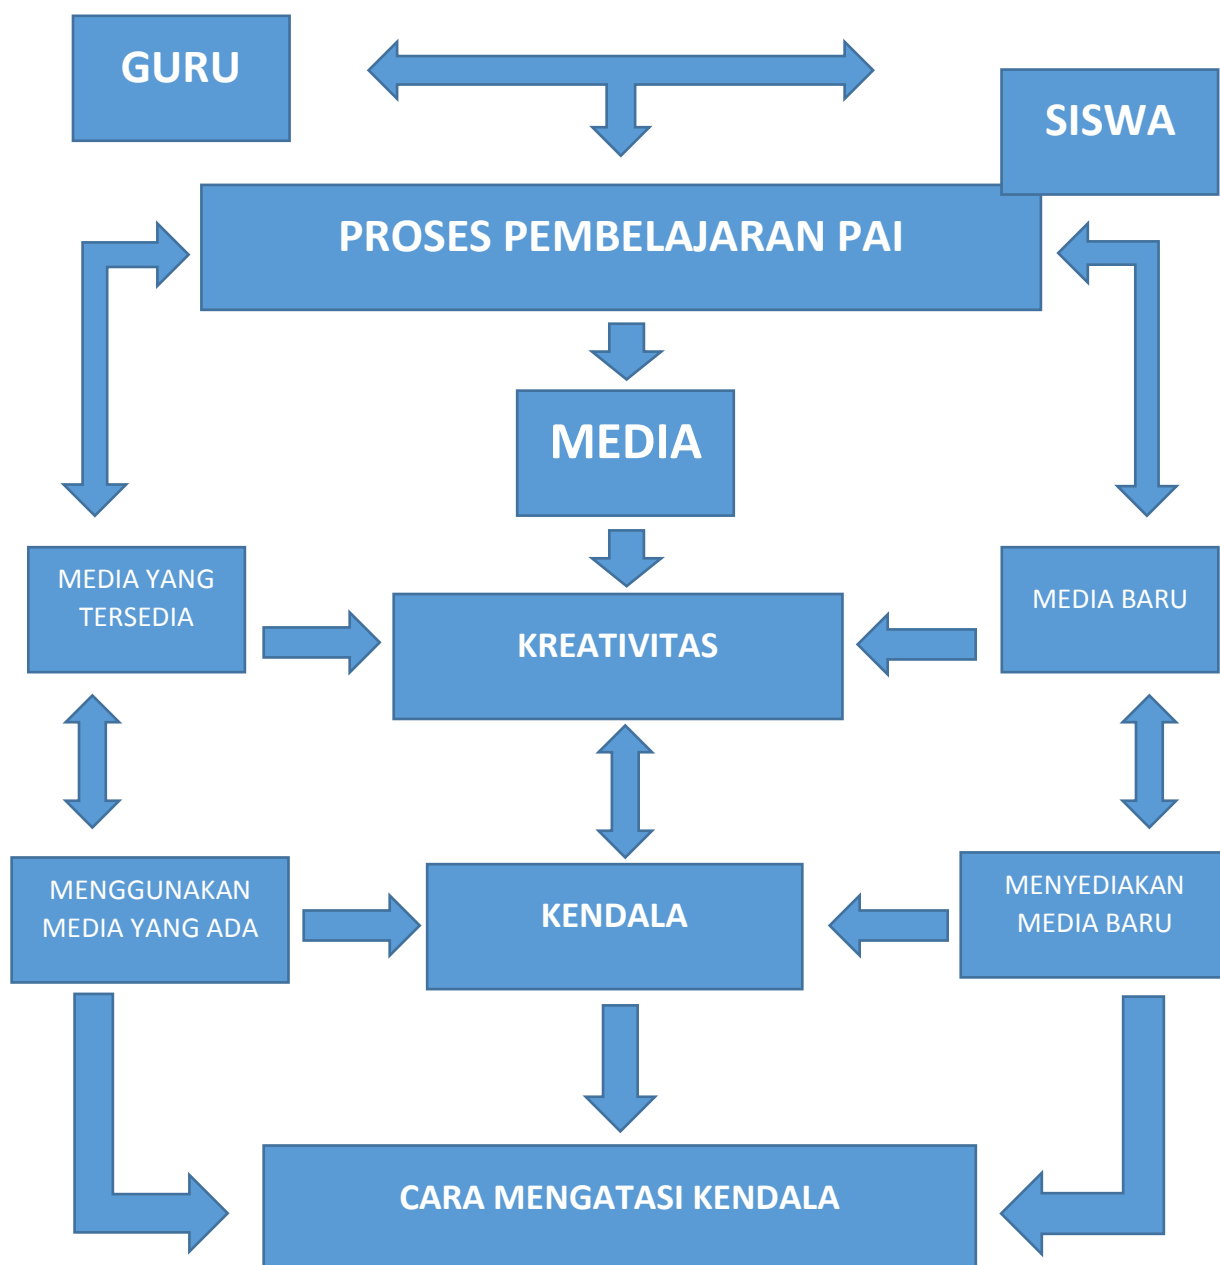 GURU
SISWA
PROSES PEMBELAJARAN PAI
MEDIA
MEDIA YANG
TERSEDIA
KREATIVITAS
MEDIA BARU
MENGGUNAKAN
MEDIA YANG ADA
KENDALA
MENYEDIAKAN
MEDIA BARU
CARA MENGATASI KENDALA